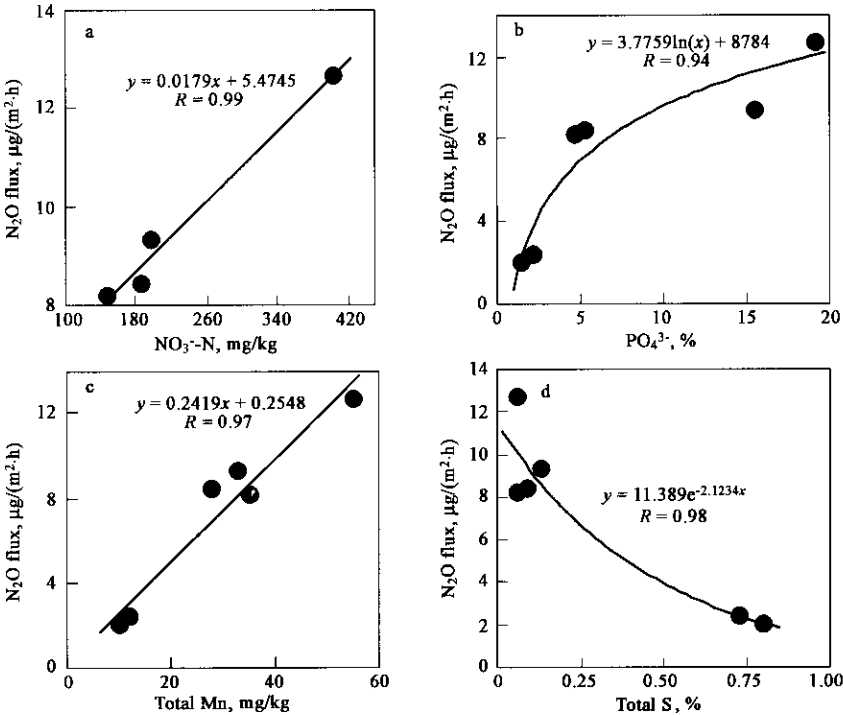 a
y = 0.0179x + 5.4745
R = 0.99
N₂O flux, μg/(m²·h)
14
12
10
8
100
180
260
340
420
NO₃⁻-N, mg/kg
b
y = 3.7759ln(x) + 8784
R = 0.94
N₂O flux, μg/(m²·h)
12
8
4
0
0
5
10
15
20
PO₄³⁻, %
c
y = 0.2419x + 0.2548
R = 0.97
N₂O flux, μg/(m²·h)
12
8
4
0
0
20
40
60
Total Mn, mg/kg
d
y = 11.389e⁻²·¹²³⁴ˣ
R = 0.98
N₂O flux, μg/(m²·h)
14
12
10
8
6
4
2
0
0
0.25
0.50
0.75
1.00
Total S, %